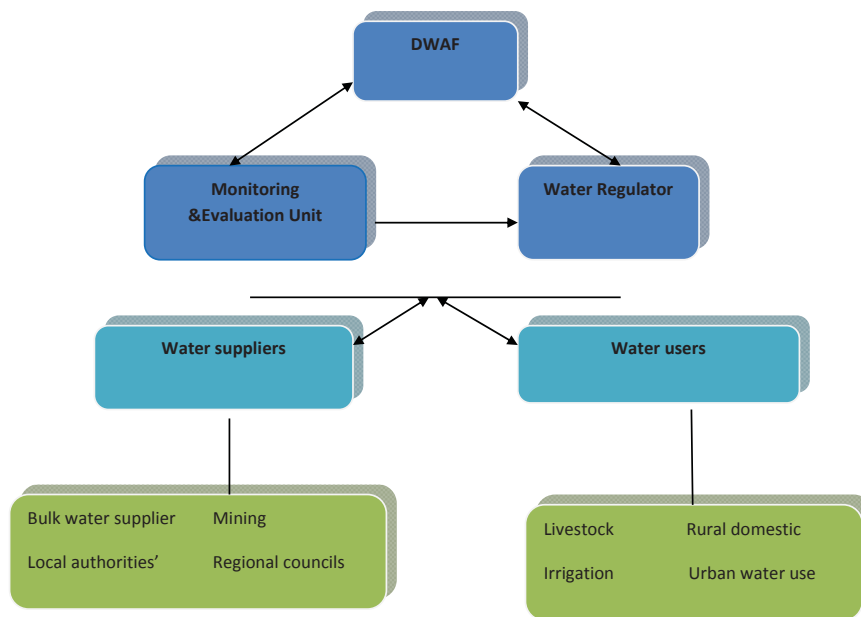 DWAF
Monitoring
&Evaluation Unit
Water Regulator
Water suppliers
Water users
Bulk water supplier Mining
Local authorities’ Regional councils
Livestock Rural domestic
Irrigation Urban water use